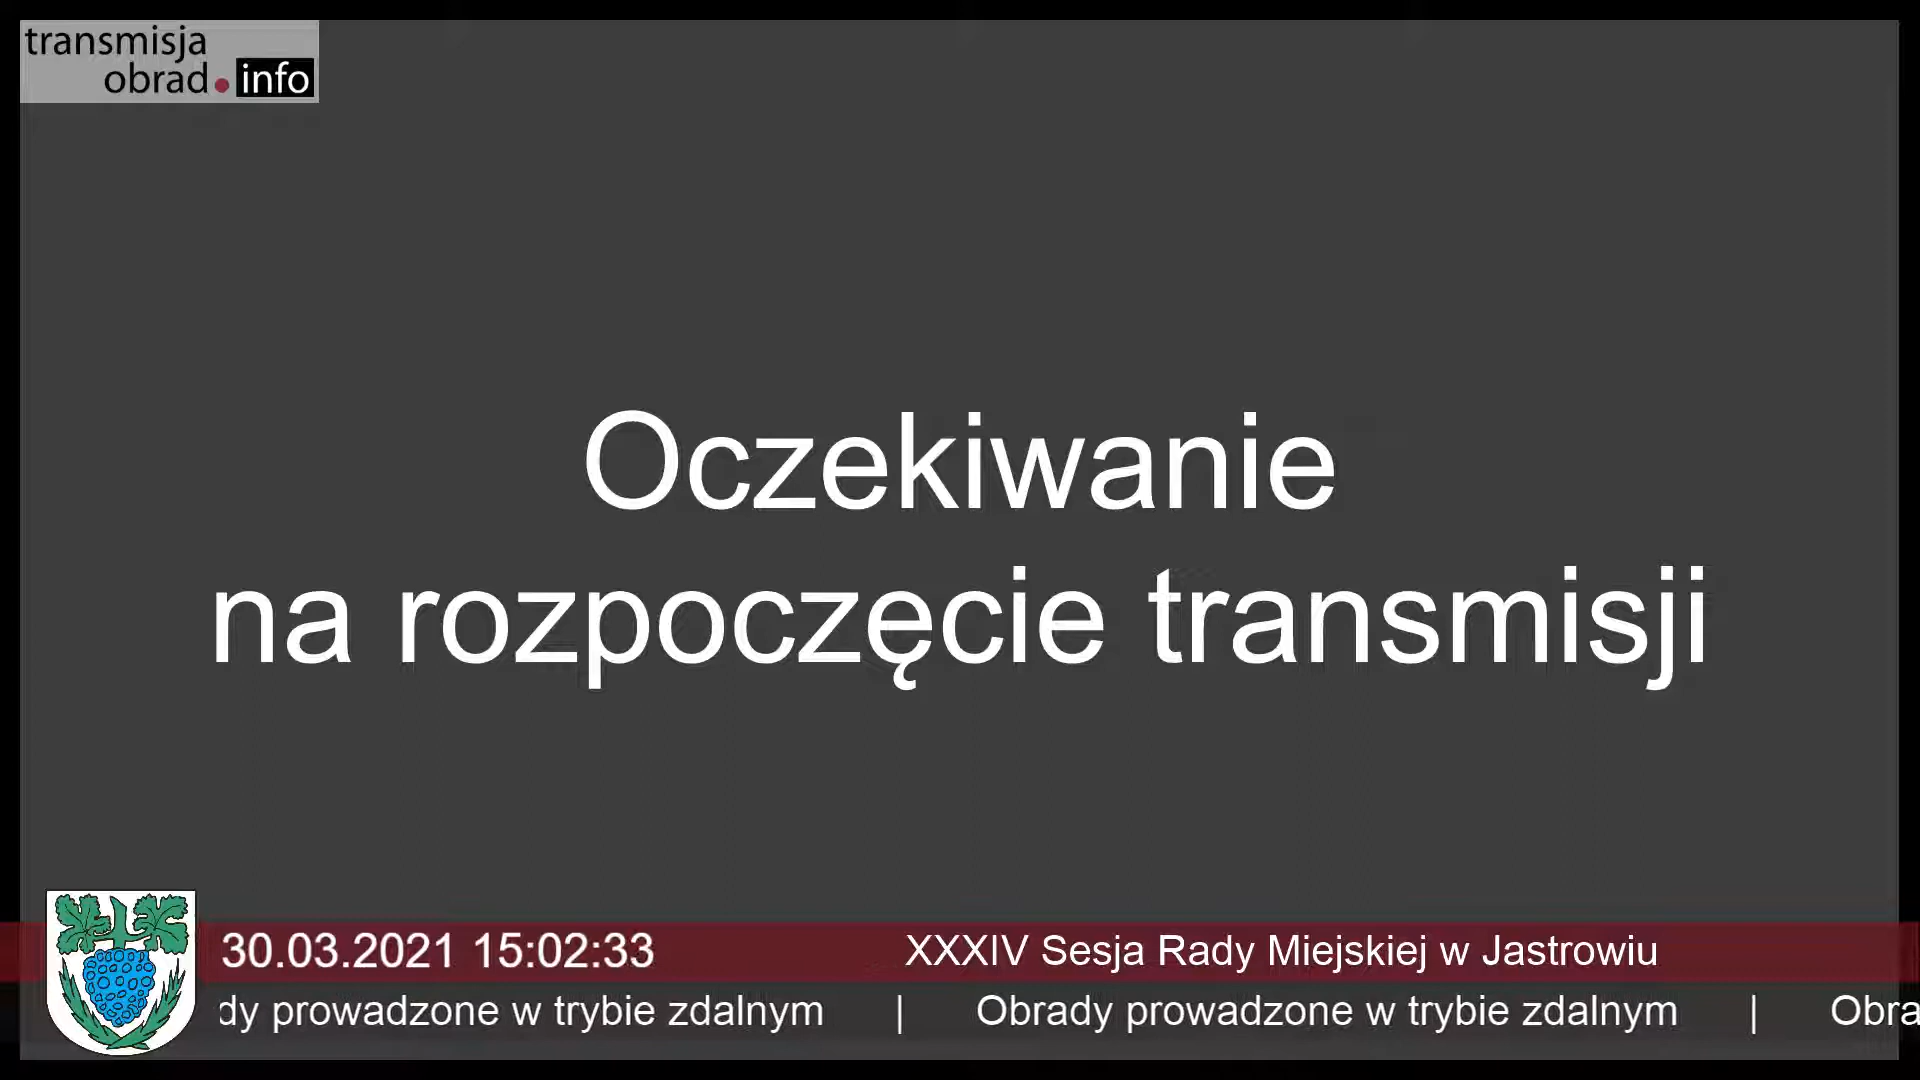 transmisja
obrad.info
Oczekiwanie
na rozpoczęcie transmisji
30.03.2021 15:02:33
XXXIV Sesja Rady Miejskiej w Jastrowiu
dy prowadzone w trybie zdalnym | Obrady prowadzone w trybie zdalnym | Obra